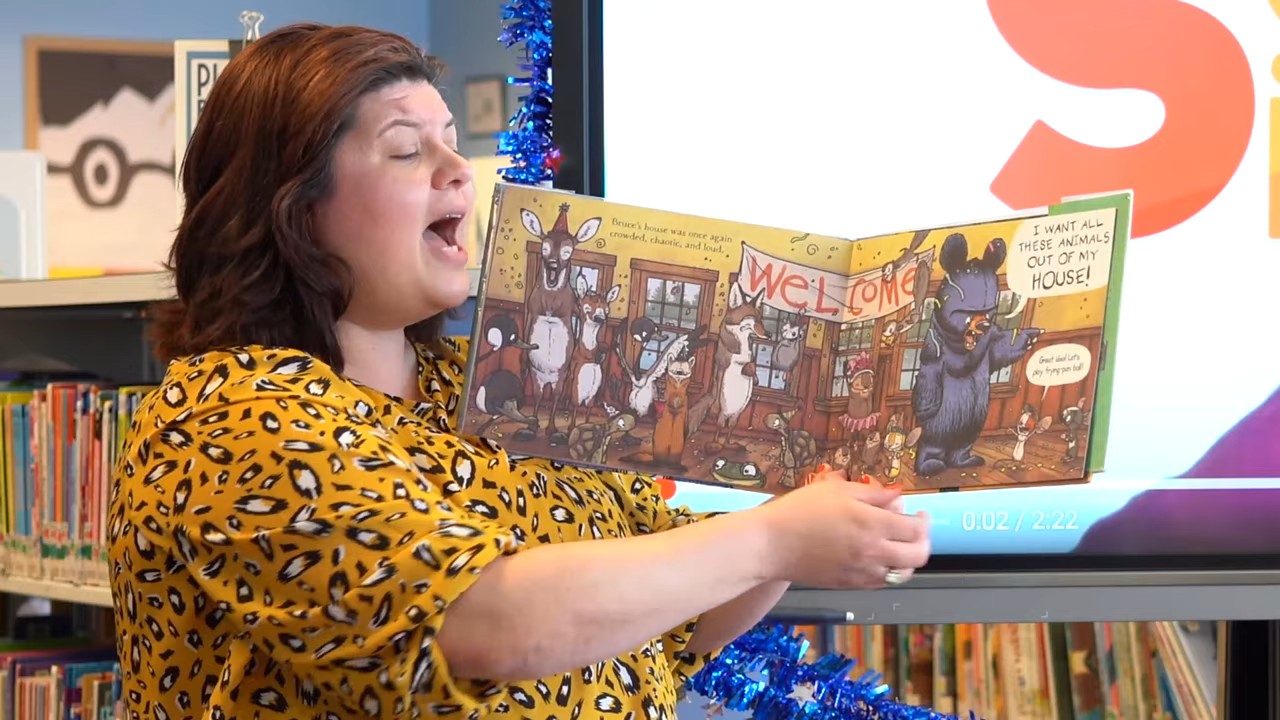 PL
Bruce's house was once again
crowded, chaotic, and loud.
WELCOME
I WANT ALL
THESE ANIMALS
OUT OF MY
HOUSE!
Great idea! Let's
play frying-pan ball!
S
0:02 / 2:22